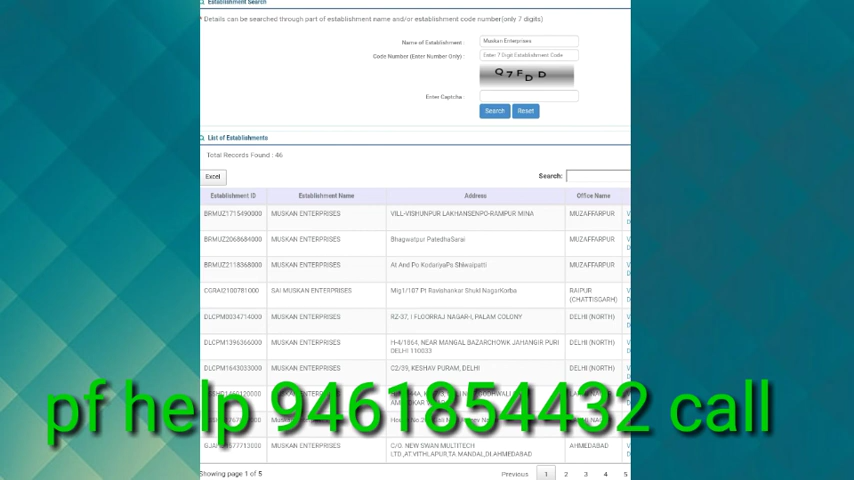 Establishment Search
* Details can be searched through part of establishment name and/or establishment code number(only 7 digits)
Name of Establishment : Muskan Enterprises
Code Number (Enter Number Only) : Enter 7 Digit Establishment Code
Q7FDD
Enter Captcha :
Search Reset
List of Establishments
Total Records Found : 46
Excel Search:
Establishment ID Establishment Name Address Office Name
BRMUZ1715490000 MUSKAN ENTERPRISES VILL-VISHUNPUR LAKHANSENPO-RAMPUR MINA MUZAFFARPUR
BRMUZ2068684000 MUSKAN ENTERPRISES Bhagwatpur PatedhaSarai MUZAFFARPUR
BRMUZ2118368000 MUSKAN ENTERPRISES At And Po KodariyaPs Shiwaipatti MUZAFFARPUR
CGRAI2100781000 SAI MUSKAN ENTERPRISES Mig1/107 Pt Ravishankar Shukl NagarKorba RAIPUR
(CHATTISGARH)
DLCPM0034714000 MUSKAN ENTERPRISES RZ-37, I FLOORRAJ NAGAR-I, PALAM COLONY DELHI (NORTH)
DLCPM1396366000 MUSKAN ENTERPRISES H-4/1864, NEAR MANGAL BAZARCHOWK JAHANGIR PURI DELHI (NORTH)
DELHI 110033
DLCPM1643033000 MUSKAN ENTERPRISES C2/39, KESHAV PURAM, DELHI DELHI (NORTH)
pf help 9461854432 call
MUSKAN ENTERPRISES C/O. NEW SWAN MULTITECH AHMEDABAD
LTD.,AT.VITHLAPUR,TA.MANDAL,DI.AHMEDABAD
Showing page 1 of 5 Previous 1 2 3 4 5